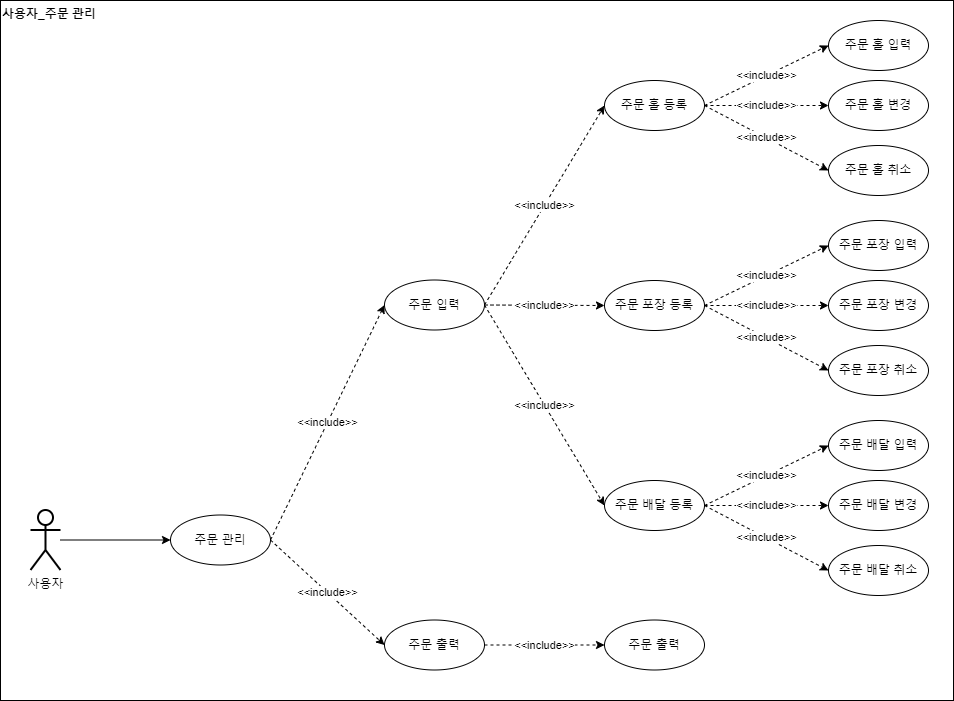 사용자_주문 관리
주문 홀 입력
<<include>>
주문 홀 등록
<<include>>
주문 홀 변경
<<include>>
주문 홀 취소
<<include>>
주문 포장 입력
<<include>>
주문 입력
<<include>>
주문 포장 등록
<<include>>
주문 포장 변경
<<include>>
주문 포장 취소
<<include>>
<<include>>
주문 배달 입력
<<include>>
주문 배달 등록
<<include>>
주문 배달 변경
<<include>>
주문 배달 취소
주문 관리
사용자
<<include>>
주문 출력
<<include>>
주문 출력